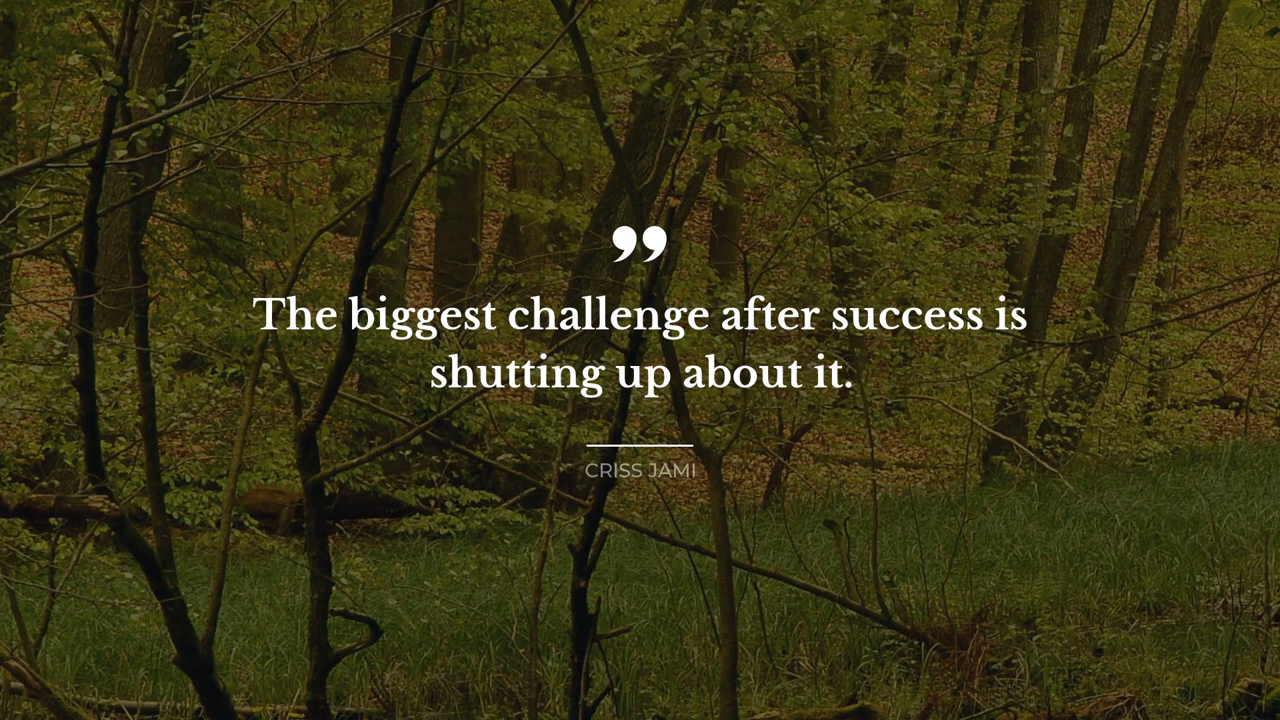 ”
The biggest challenge after success is
shutting up about it.
CRISS JAMI